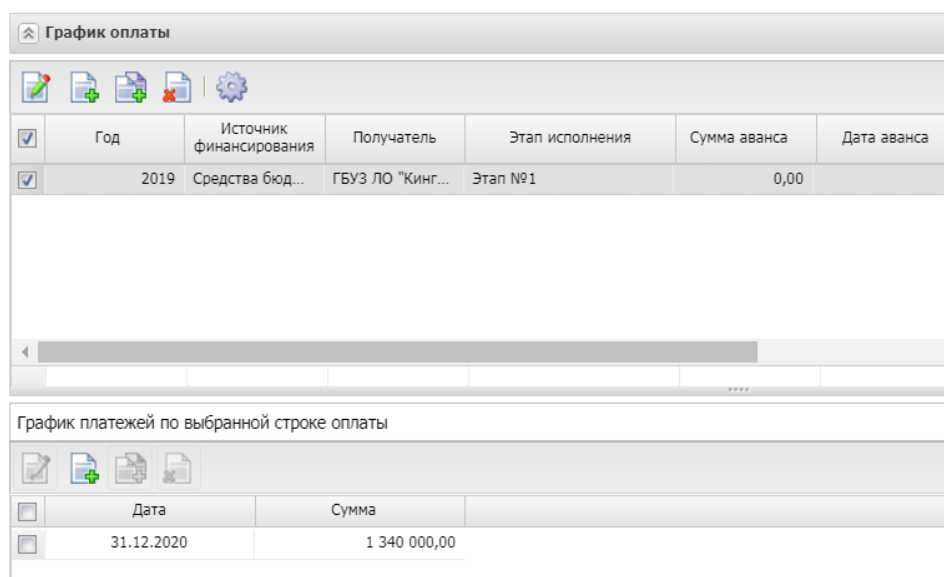 График оплаты
Год Источник финансирования Получатель Этап исполнения Сумма аванса Дата аванса
2019 Средства бюд... ГБУЗ ЛО "Кинг... Этап №1 0,00
График платежей по выбранной строке оплаты
Дата Сумма
31.12.2020 1 340 000,00